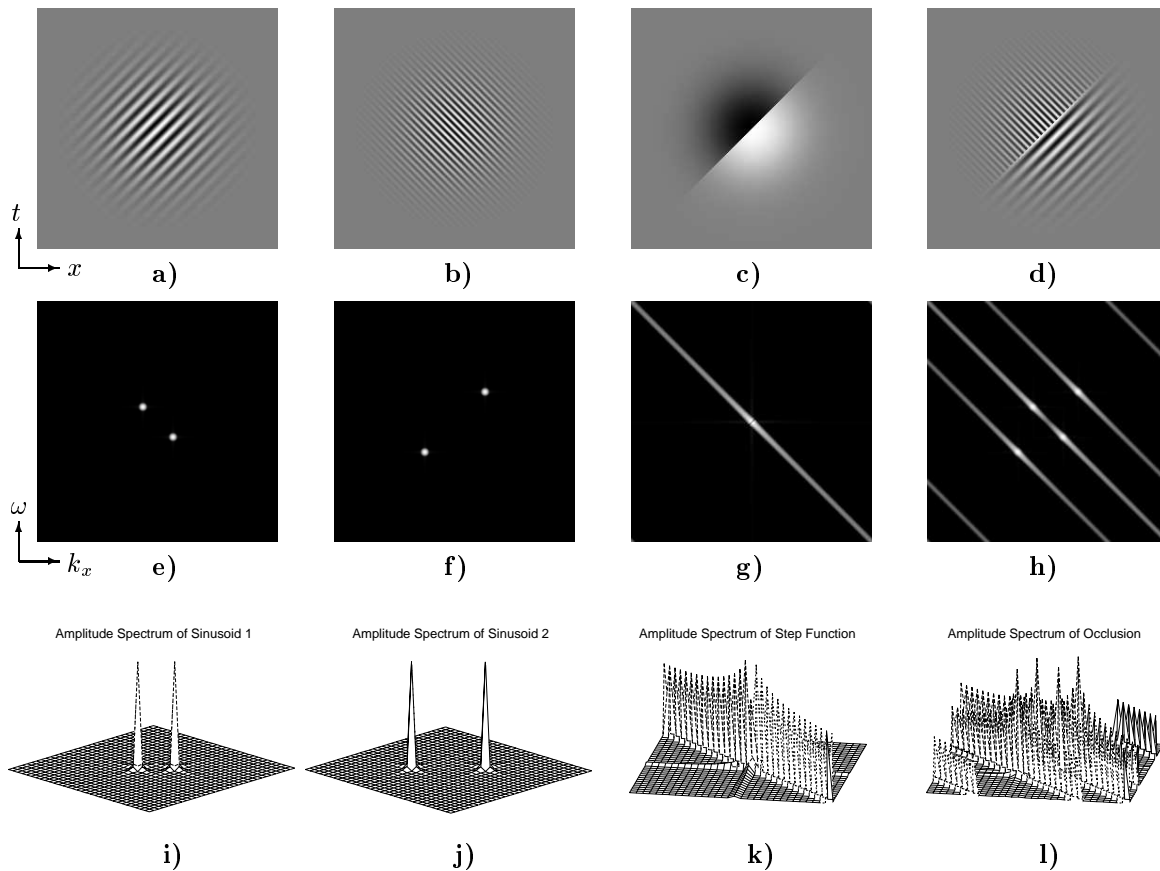 t
x
a)
b)
c)
d)
ω
kₓ
e)
f)
g)
h)
Amplitude Spectrum of Sinusoid 1
Amplitude Spectrum of Sinusoid 2
Amplitude Spectrum of Step Function
Amplitude Spectrum of Occlusion
i)
j)
k)
l)